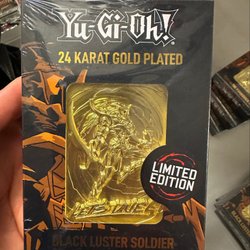 Yu-Gi-Oh!
24 KARAT GOLD PLATED
LIMITED
EDITION
BLACK LUSTER SOLDIER